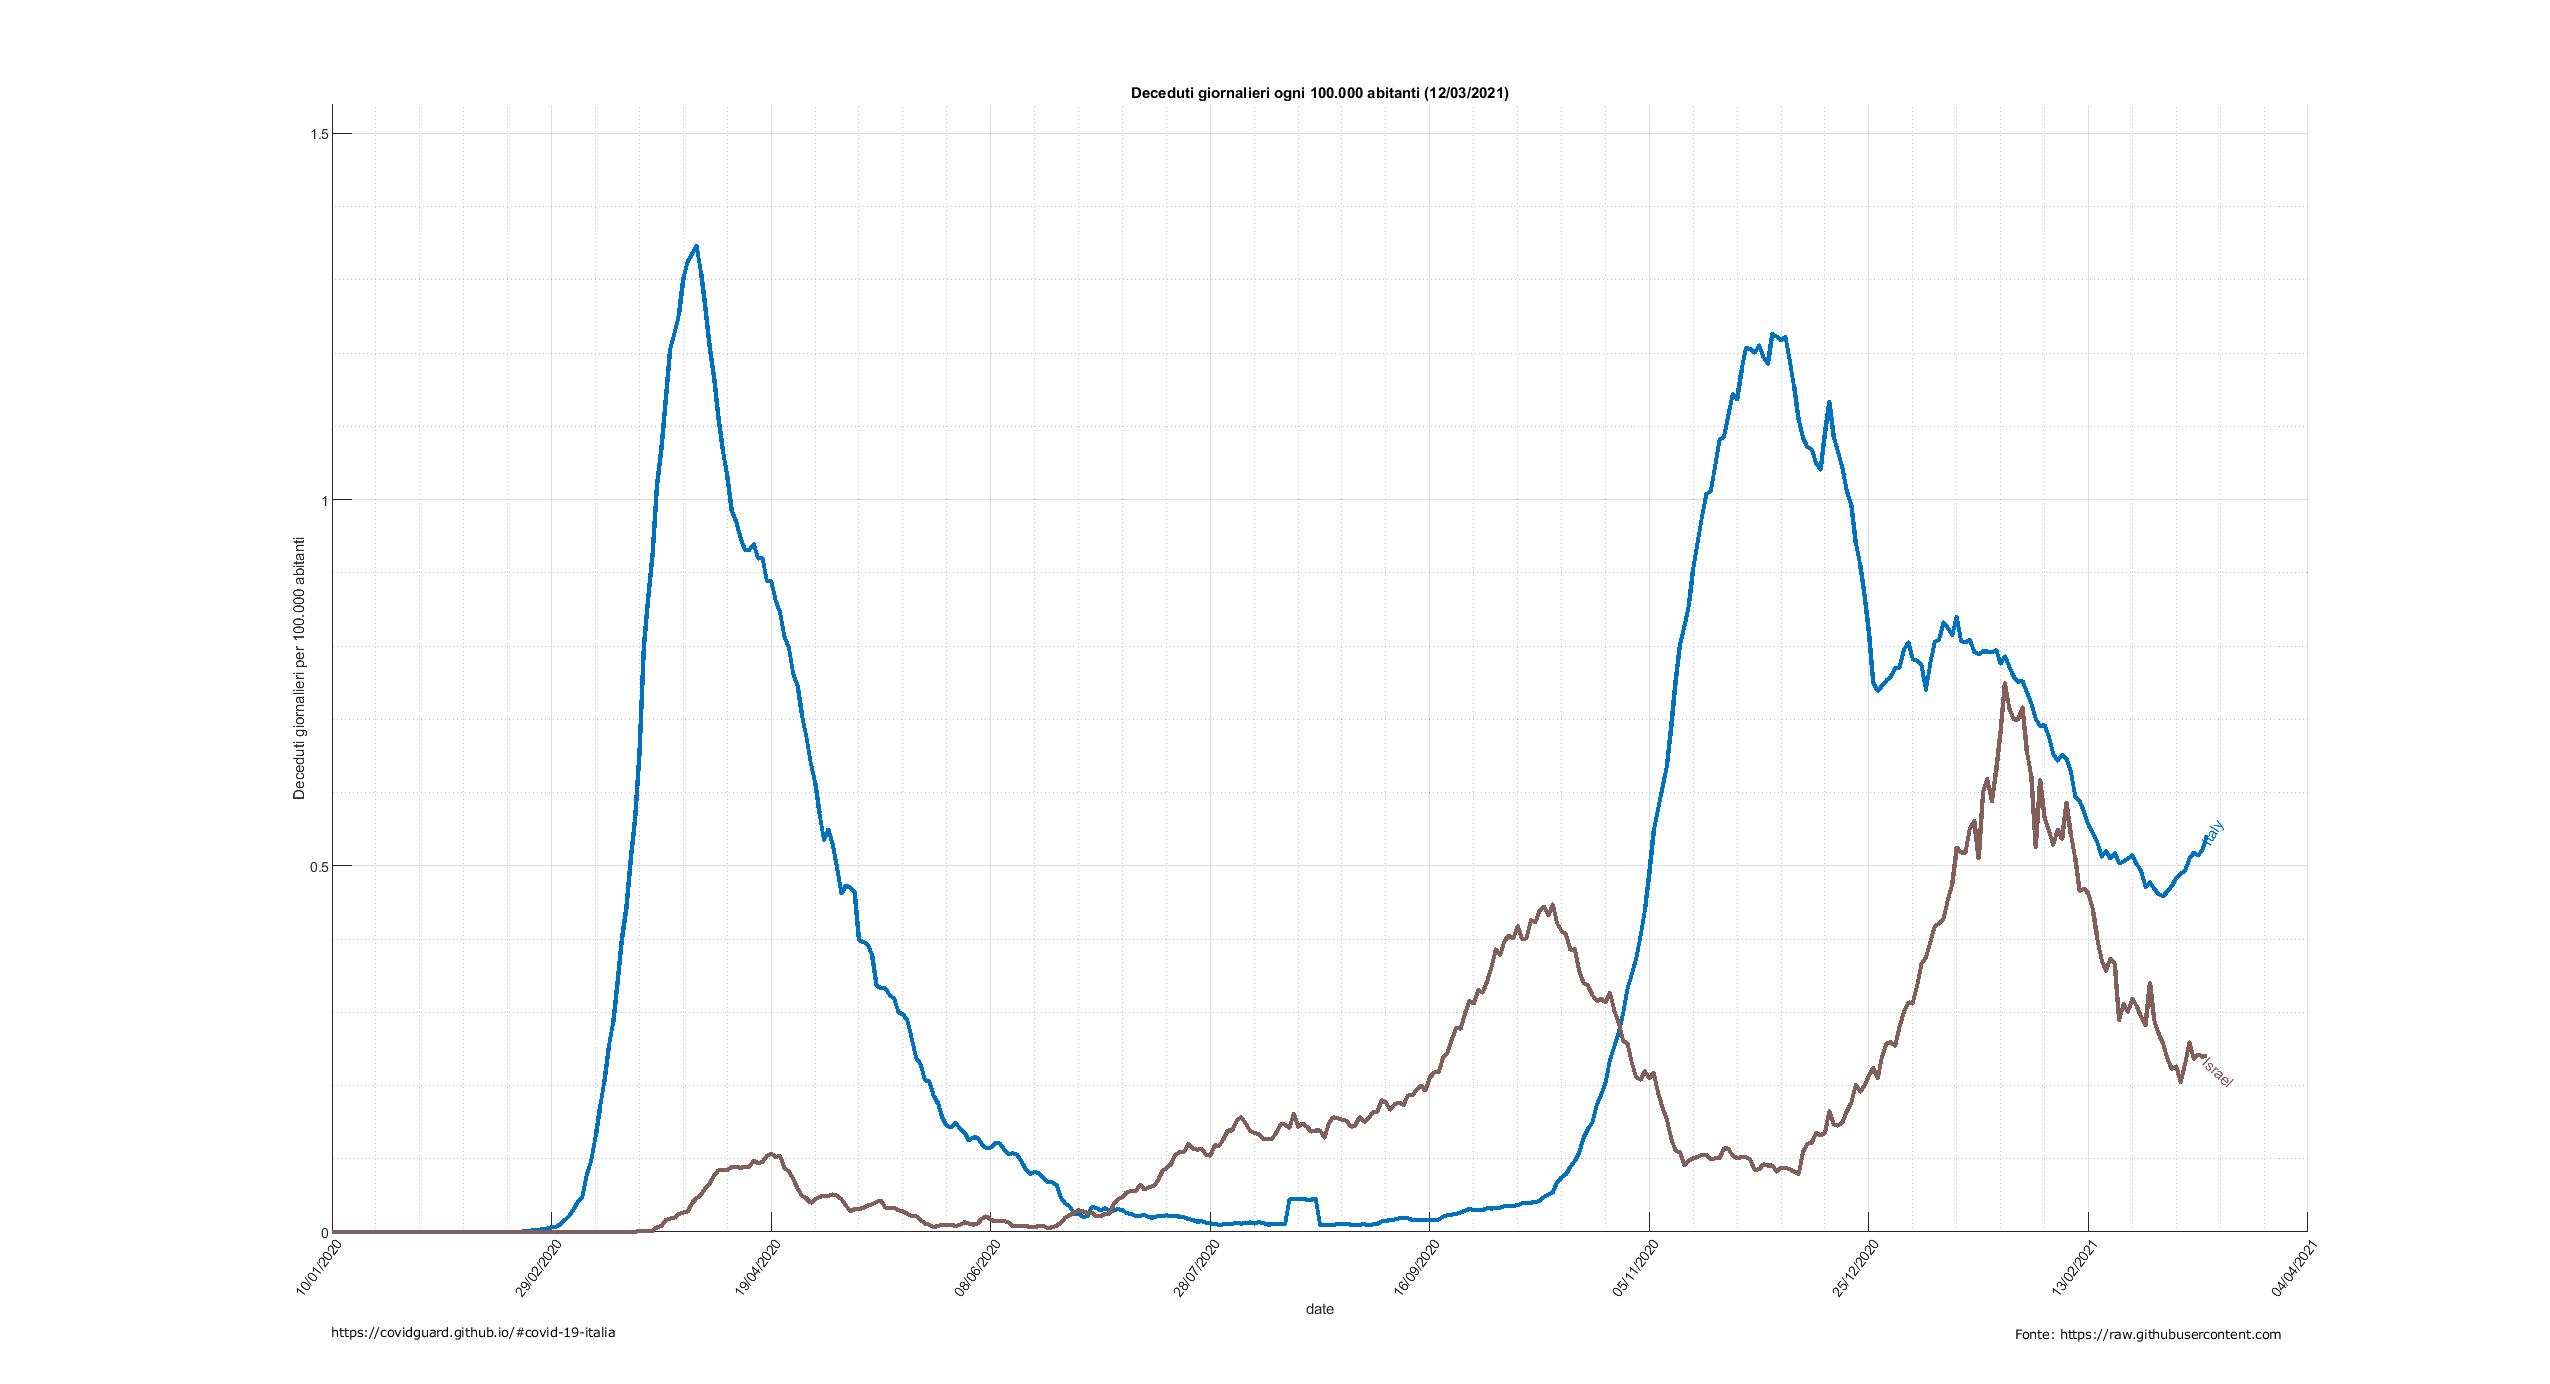 Deceduti giornalieri ogni 100.000 abitanti (12/03/2021)
Deceduti giornalieri per 100.000 abitanti
1.5
1
0.5
0
Italy
Israel
10/01/2020
29/02/2020
19/04/2020
08/06/2020
28/07/2020
16/09/2020
05/11/2020
25/12/2020
13/02/2021
04/04/2021
date
https://covidguard.github.io/#covid-19-italia
Fonte: https://raw.githubusercontent.com